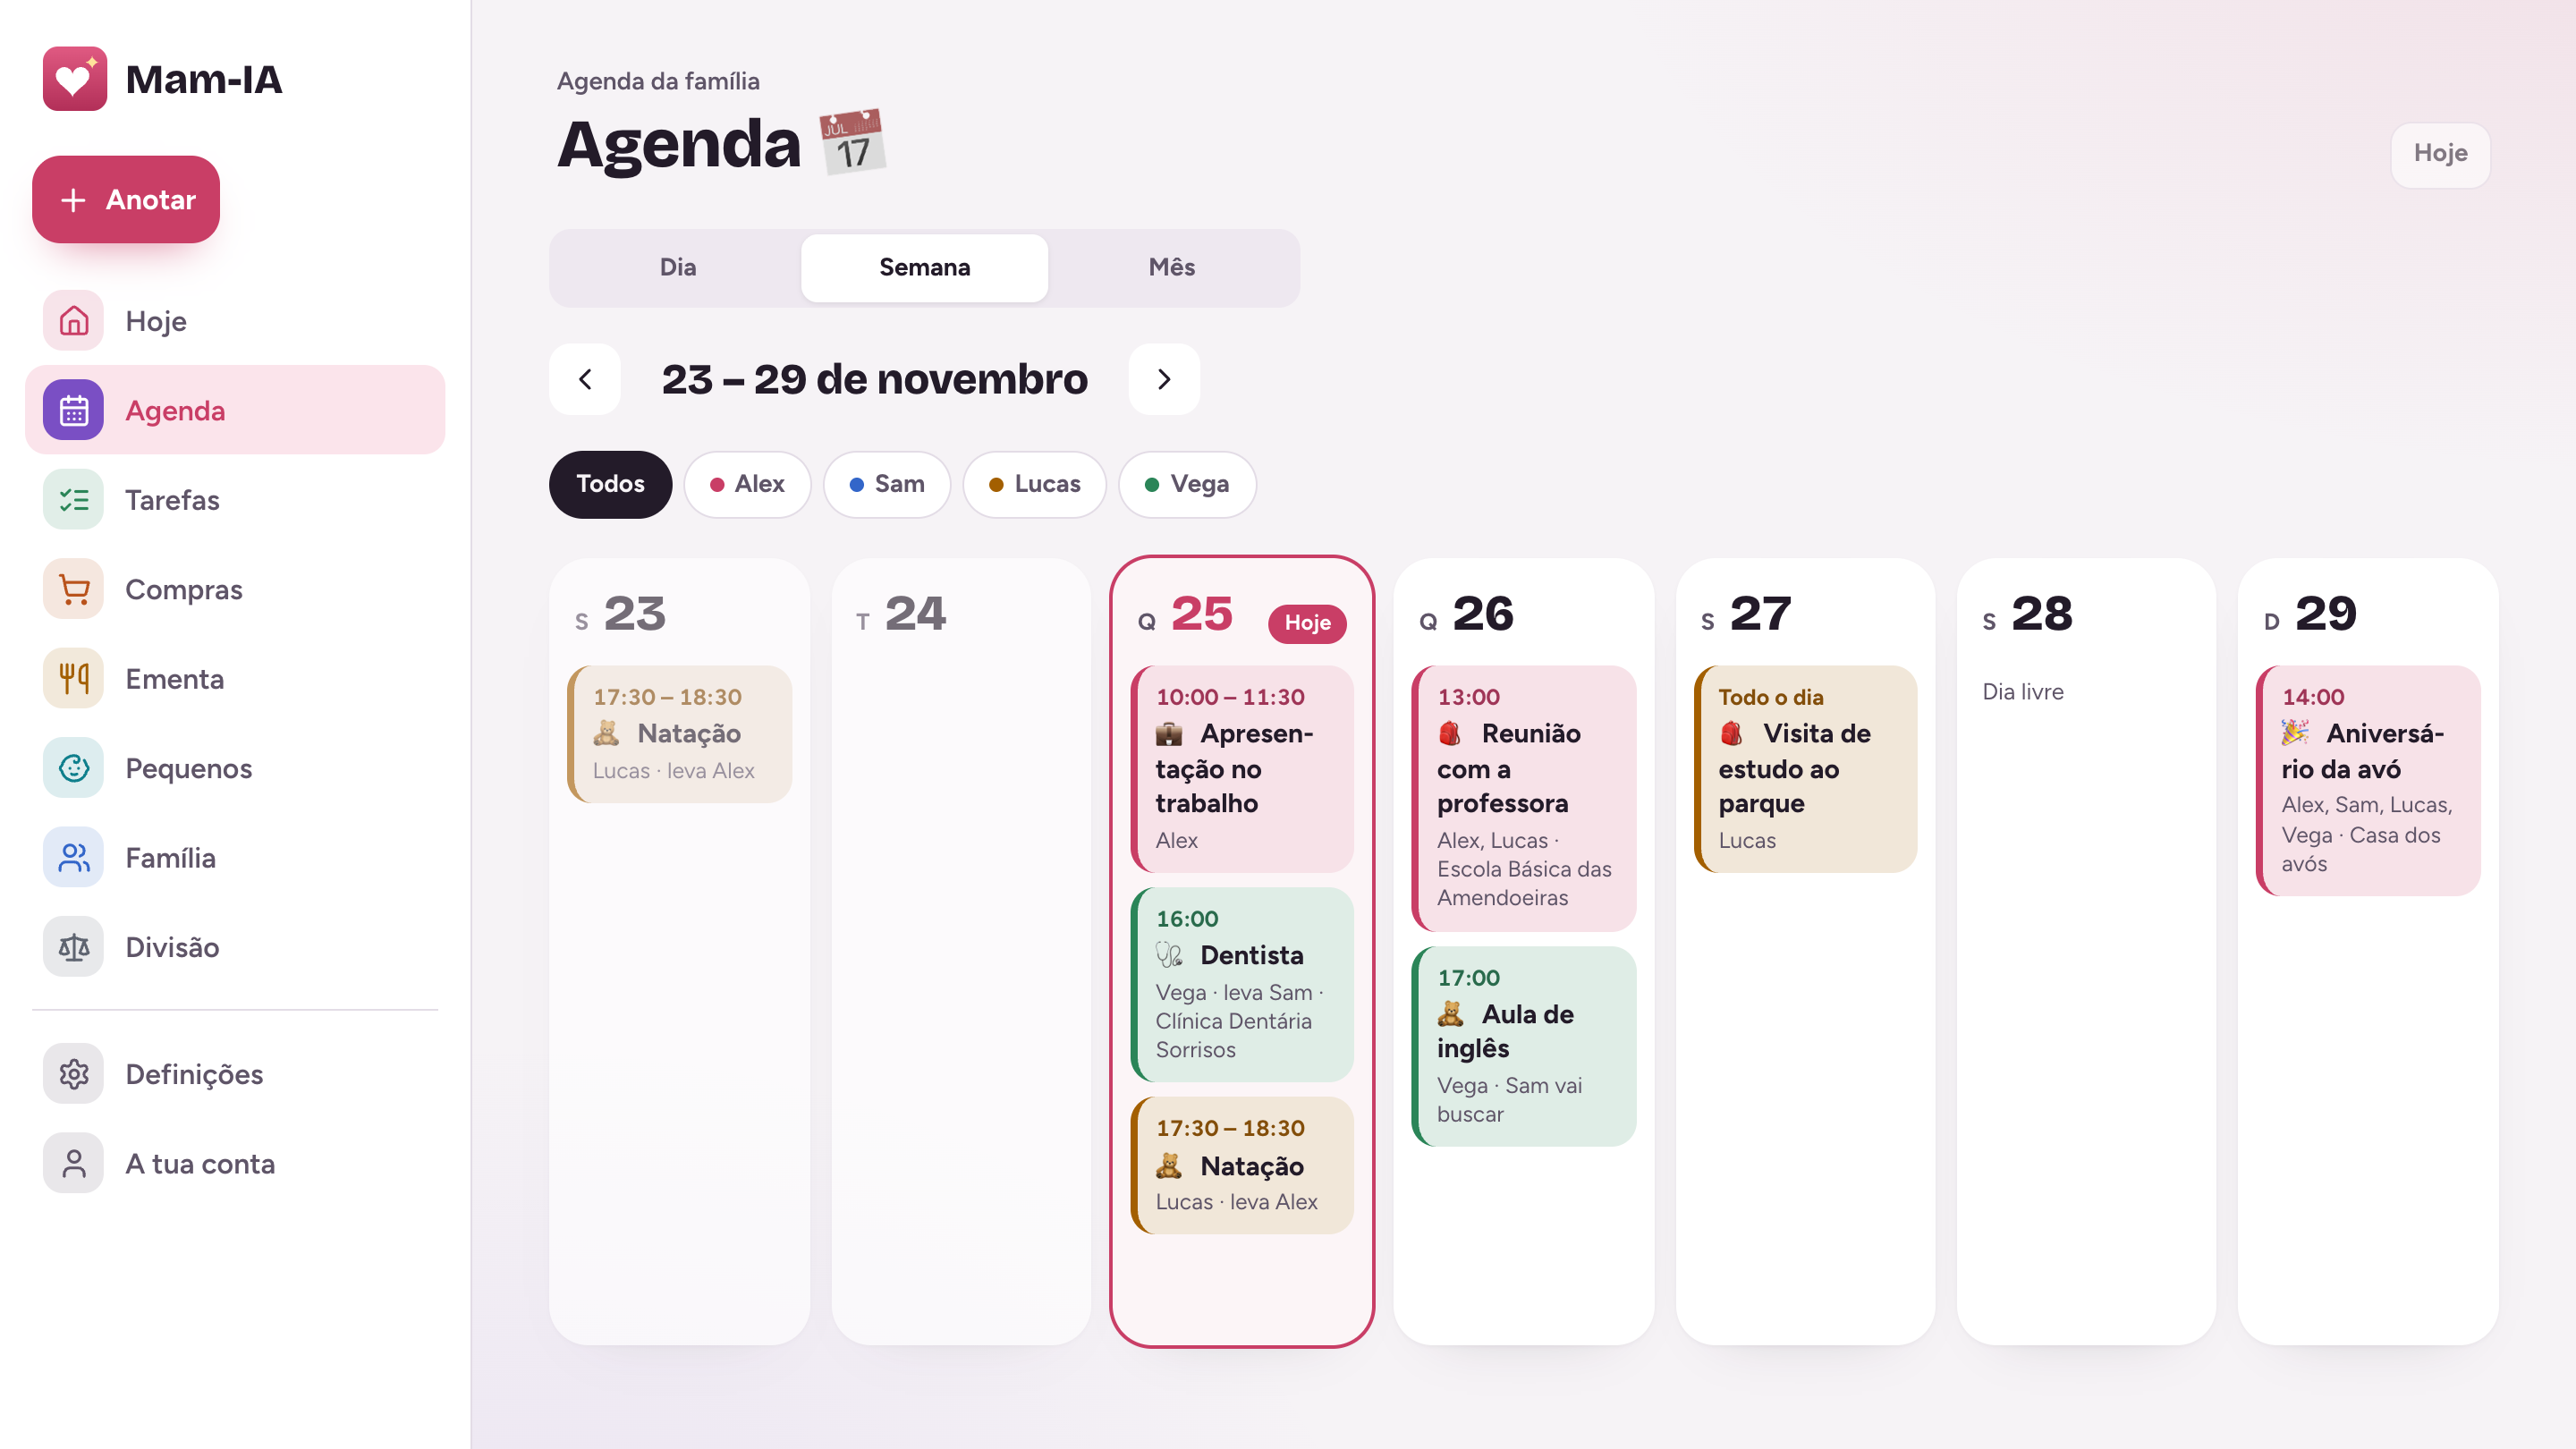 Mam-IA
Anotar
Hoje
Agenda
Tarefas
Compras
Ementa
Pequenos
Família
Divisão
Definições
A tua conta
Agenda da família
Agenda
JUL
17
Hoje
Dia
Semana
Mês
23 – 29 de novembro
Todos
Alex
Sam
Lucas
Vega
S 23
17:30 – 18:30
Natação
Lucas · leva Alex
T 24
Q 25
Hoje
10:00 – 11:30
Apresen-
tação no
trabalho
Alex
16:00
Dentista
Vega · leva Sam ·
Clínica Dentária
Sorrisos
17:30 – 18:30
Natação
Lucas · leva Alex
Q 26
13:00
Reunião
com a
professora
Alex, Lucas ·
Escola Básica das
Amendoeiras
17:00
Aula de
inglês
Vega · Sam vai
buscar
S 27
Todo o dia
Visita de
estudo ao
parque
Lucas
S 28
Dia livre
D 29
14:00
Aniversá-
rio da avó
Alex, Sam, Lucas,
Vega · Casa dos
avós